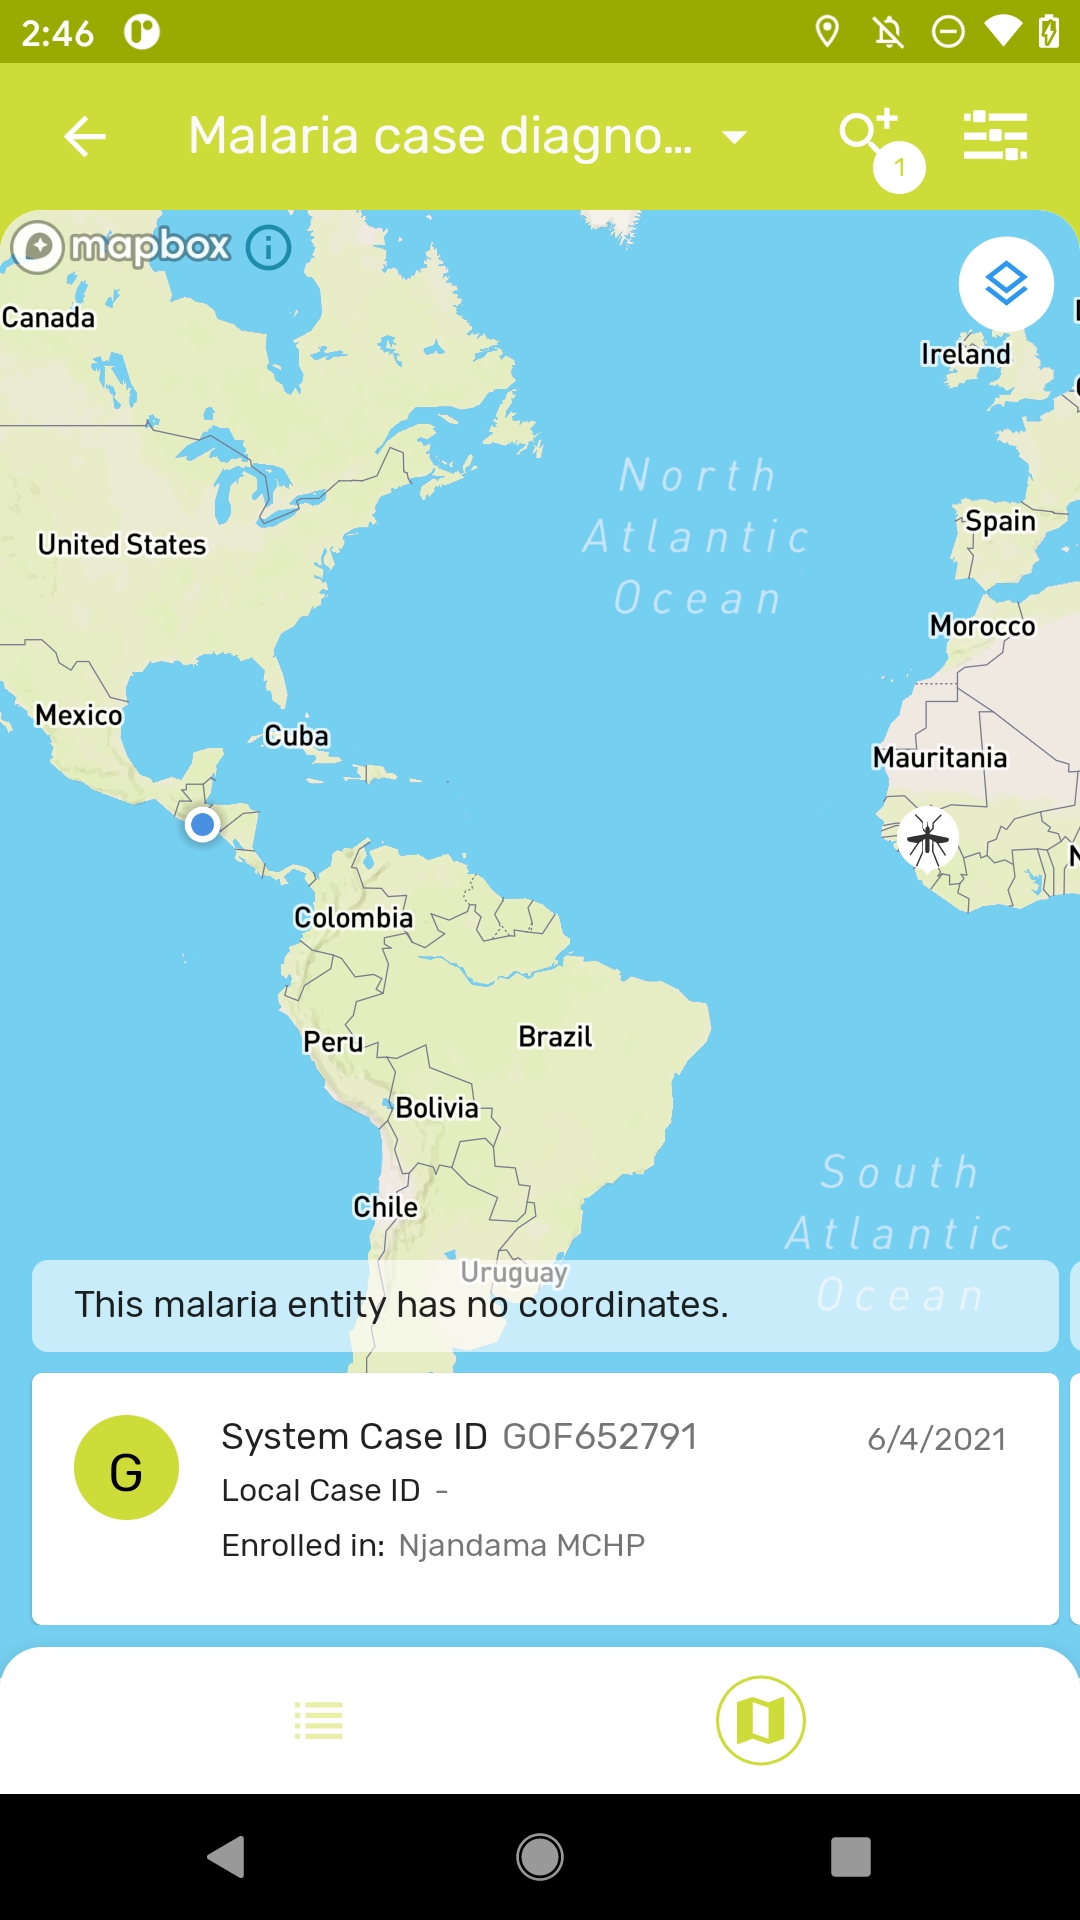 2:46
Malaria case diagno...
1
mapbox
Canada
Ireland
North
Atlantic
Ocean
United States
Spain
Morocco
Mexico
Cuba
Mauritania
Colombia
Peru
Brazil
Bolivia
South
Atlantic
Ocean
Chile
Uruguay
This malaria entity has no coordinates.
G
System Case ID GOF652791
6/4/2021
Local Case ID -
Enrolled in: Njandama MCHP